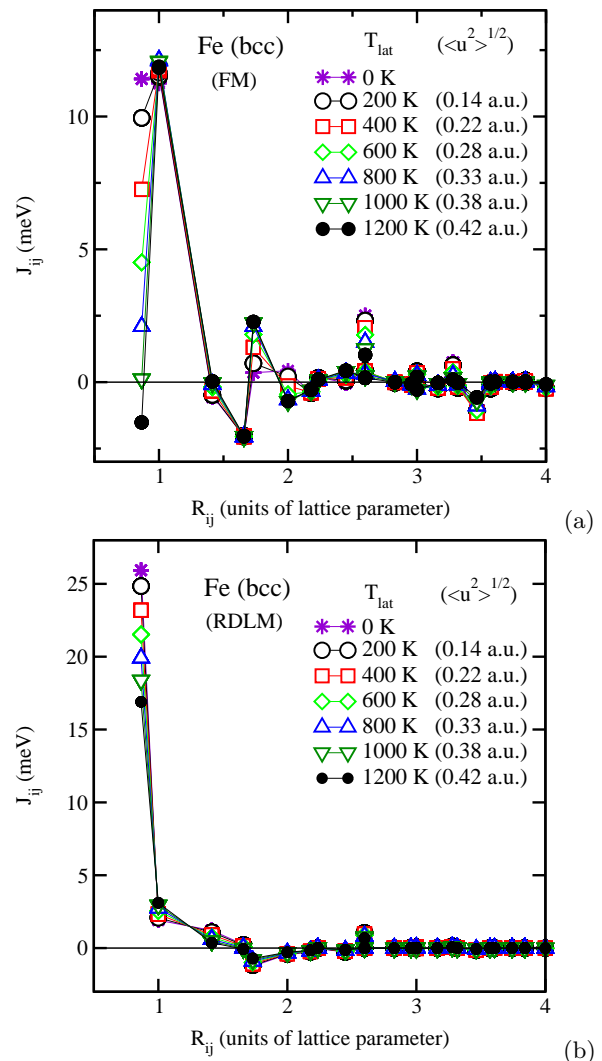 Fe (bcc)
(FM)
T_lat (<u²>^1/2)
0 K
200 K (0.14 a.u.)
400 K (0.22 a.u.)
600 K (0.28 a.u.)
800 K (0.33 a.u.)
1000 K (0.38 a.u.)
1200 K (0.42 a.u.)
10
5
0
J_ij (meV)
1 2 3 4
R_ij (units of lattice parameter)
(a)
Fe (bcc)
(RDLM)
T_lat (<u²>^1/2)
0 K
200 K (0.14 a.u.)
400 K (0.22 a.u.)
600 K (0.28 a.u.)
800 K (0.33 a.u.)
1000 K (0.38 a.u.)
1200 K (0.42 a.u.)
25
20
15
10
5
0
J_ij (meV)
1 2 3 4
R_ij (units of lattice parameter)
(b)